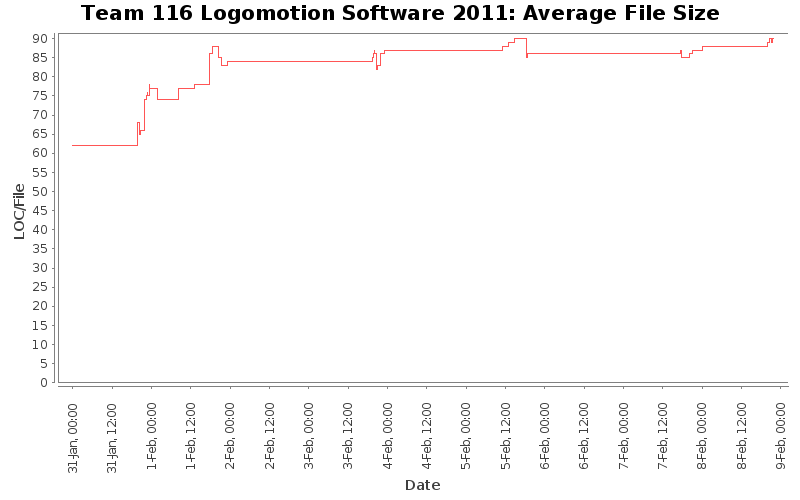 Team 116 Logomotion Software 2011: Average File Size
LOC/File
90
85
80
75
70
65
60
55
50
45
40
35
30
25
20
15
10
5
0
31-Jan, 00:00
31-Jan, 12:00
1-Feb, 00:00
1-Feb, 12:00
2-Feb, 00:00
2-Feb, 12:00
3-Feb, 00:00
3-Feb, 12:00
4-Feb, 00:00
4-Feb, 12:00
5-Feb, 00:00
5-Feb, 12:00
6-Feb, 00:00
6-Feb, 12:00
7-Feb, 00:00
7-Feb, 12:00
8-Feb, 00:00
8-Feb, 12:00
9-Feb, 00:00
Date